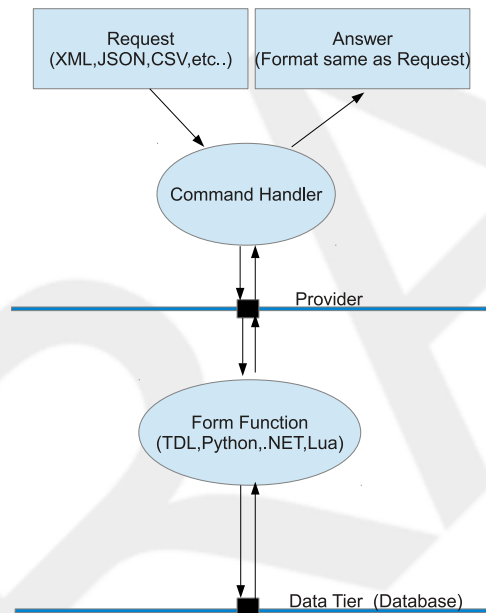 Request
(XML,JSON,CSV,etc..)
Answer
(Format same as Request)
Command Handler
Provider
Form Function
(TDL,Python,.NET,Lua)
Data Tier (Database)